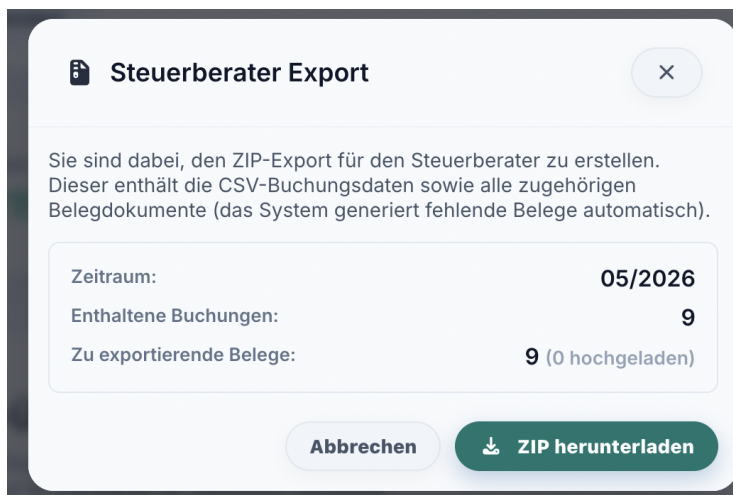 Steuerberater Export
Sie sind dabei, den ZIP-Export für den Steuerberater zu erstellen.
Dieser enthält die CSV-Buchungsdaten sowie alle zugehörigen
Belegdokumente (das System generiert fehlende Belege automatisch).
Zeitraum: 05/2026
Enthaltene Buchungen: 9
Zu exportierende Belege: 9 (0 hochgeladen)
Abbrechen ZIP herunterladen